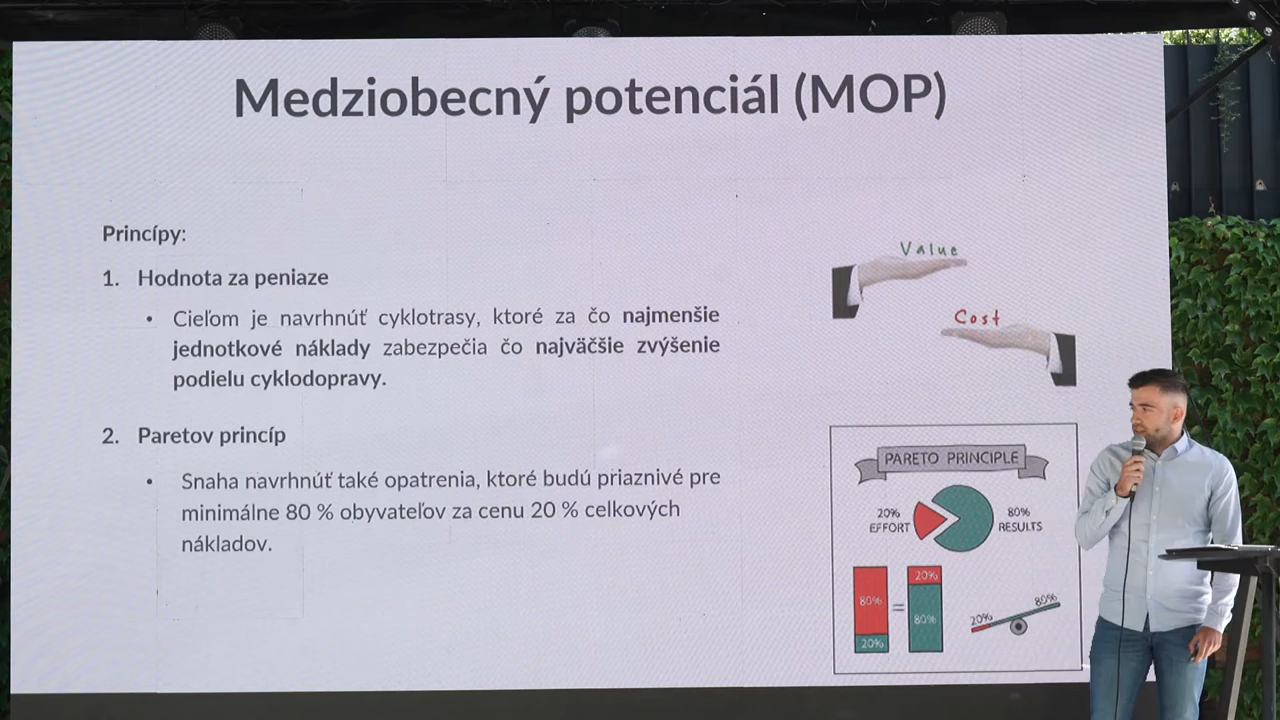 Medziobecný potenciál (MOP)
Princípy:
1. Hodnota za peniaze
• Cieľom je navrhnúť cyklotrasy, ktoré za čo najmenšie
jednotkové náklady zabezpečia čo najväčšie zvýšenie
podielu cyklodopravy.
2. Paretov princíp
• Snaha navrhnúť také opatrenia, ktoré budú priaznivé pre
minimálne 80 % obyvateľov za cenu 20 % celkových
nákladov.
Value
Cost
PARETO PRINCIPLE
20%
EFFORT
80%
RESULTS
80%
20%
=
20%
80%
20%
80%